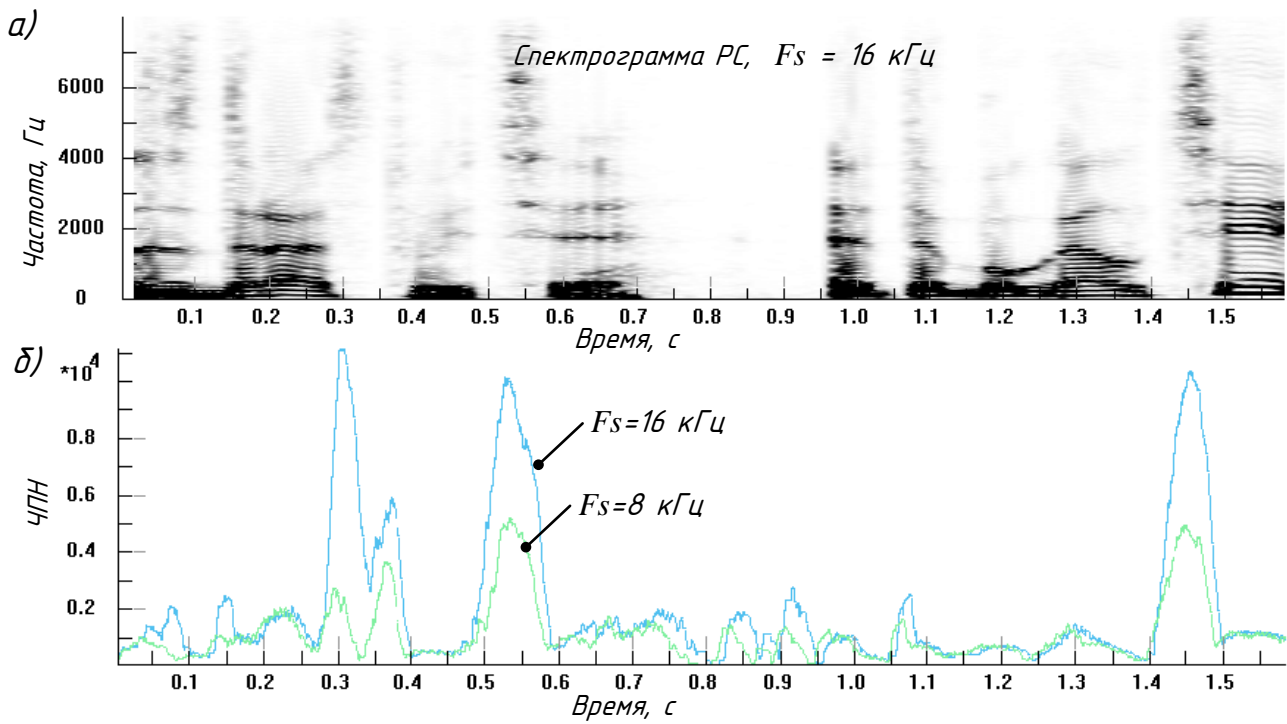 а)
Спектрограмма РС, Fs = 16 кГц
Частота, Гц
6000
4000
2000
0
0.1 0.2 0.3 0.4 0.5 0.6 0.7 0.8 0.9 1.0 1.1 1.2 1.3 1.4 1.5
Время, с
б)
*10^4
Fs=16 кГц
Fs=8 кГц
ЧПН
0.8
0.6
0.4
0.2
0.1 0.2 0.3 0.4 0.5 0.6 0.7 0.8 0.9 1.0 1.1 1.2 1.3 1.4 1.5
Время, с